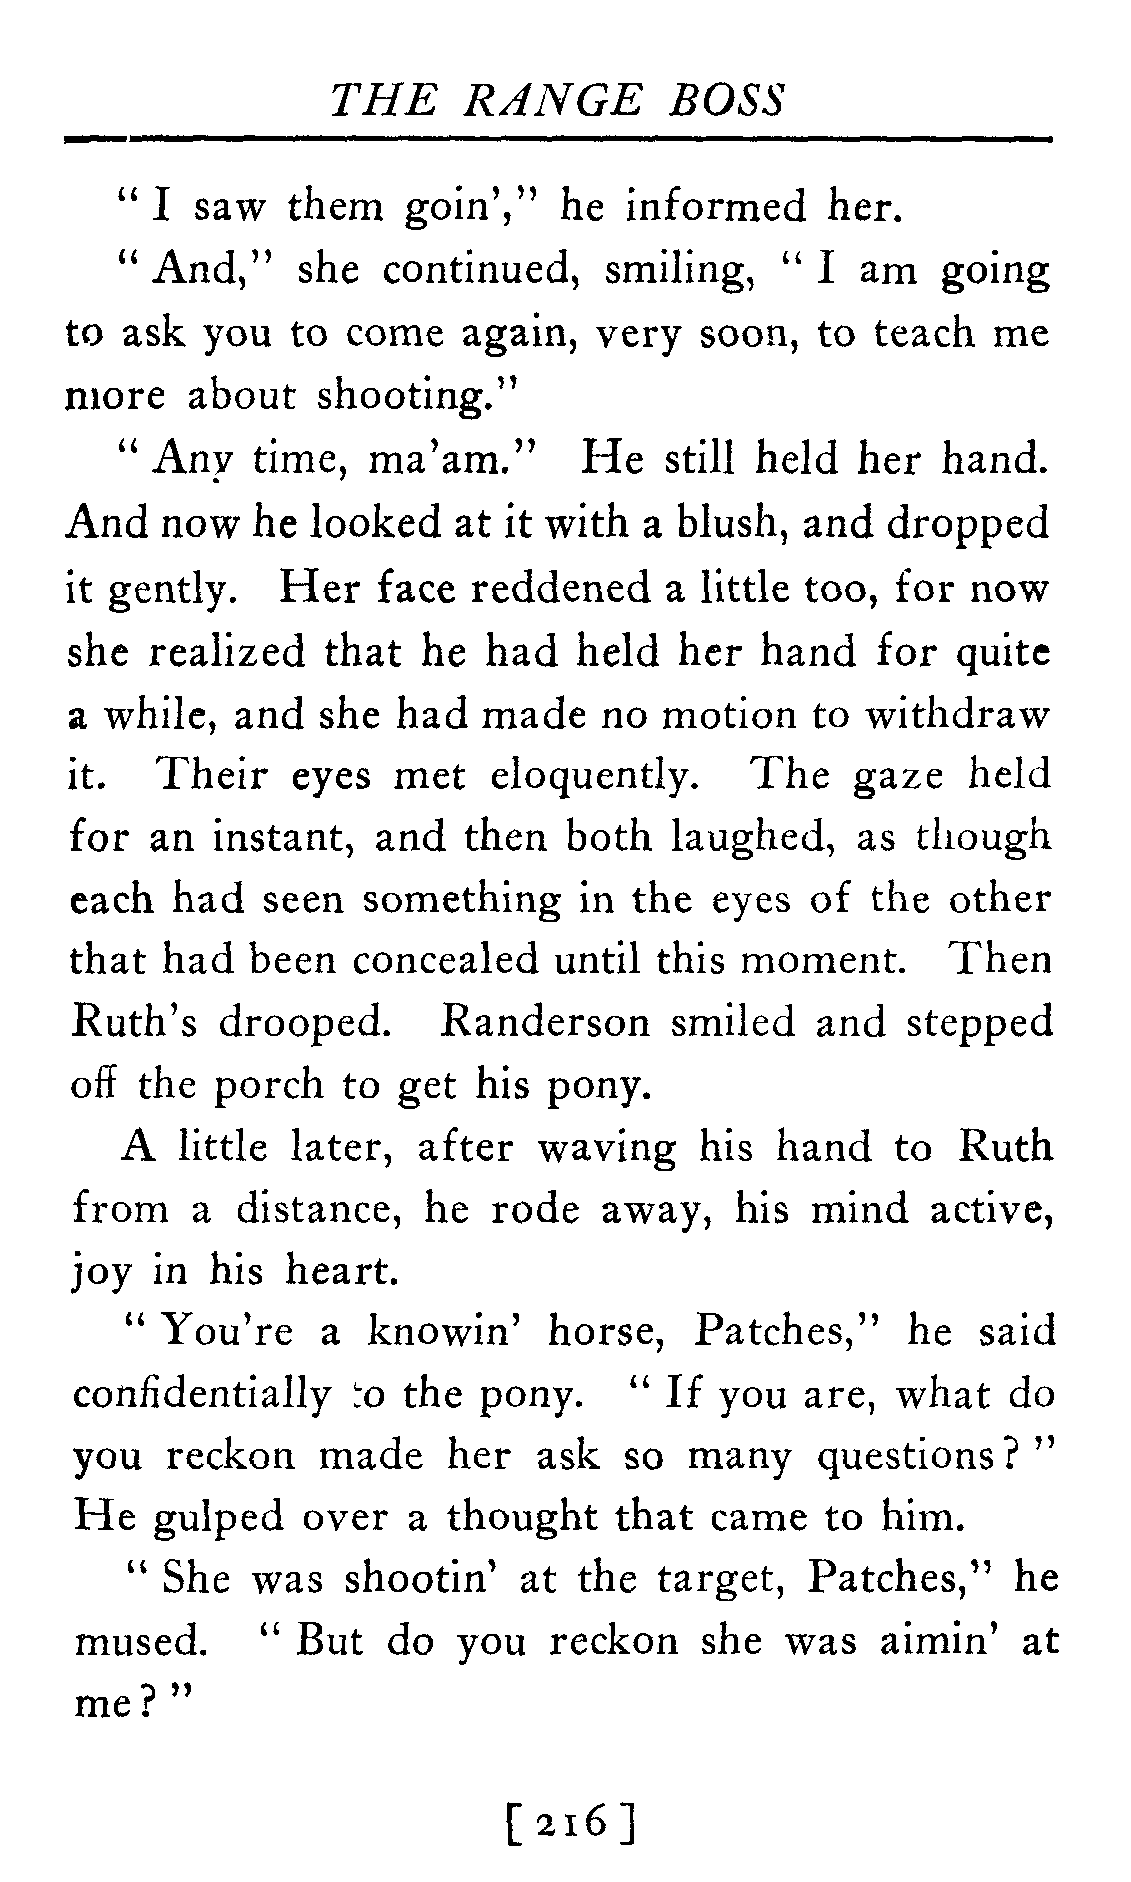 THE RANGE BOSS
" I saw them goin'," he informed her.
" And," she continued, smiling, " I am going
to ask you to come again, very soon, to teach me
more about shooting."
" Any time, ma'am." He still held her hand.
And now he looked at it with a blush, and dropped
it gently. Her face reddened a little too, for now
she realized that he had held her hand for quite
a while, and she had made no motion to withdraw
it. Their eyes met eloquently. The gaze held
for an instant, and then both laughed, as though
each had seen something in the eyes of the other
that had been concealed until this moment. Then
Ruth's drooped. Randerson smiled and stepped
off the porch to get his pony.
A little later, after waving his hand to Ruth
from a distance, he rode away, his mind active,
joy in his heart.
" You're a knowin' horse, Patches," he said
confidentially to the pony. " If you are, what do
you reckon made her ask so many questions? "
He gulped over a thought that came to him.
" She was shootin' at the target, Patches," he
mused. " But do you reckon she was aimin' at
me? "
[ 216 ]